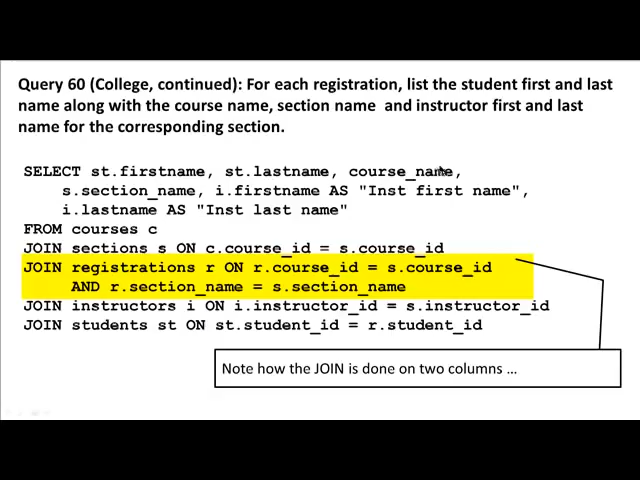 Query 60 (College, continued): For each registration, list the student first and last
name along with the course name, section name and instructor first and last
name for the corresponding section.
SELECT st.firstname, st.lastname, course_name,
s.section_name, i.firstname AS "Inst first name",
i.lastname AS "Inst last name"
FROM courses c
JOIN sections s ON c.course_id = s.course_id
JOIN registrations r ON r.course_id = s.course_id
AND r.section_name = s.section_name
JOIN instructors i ON i.instructor_id = s.instructor_id
JOIN students st ON st.student_id = r.student_id
Note how the JOIN is done on two columns …